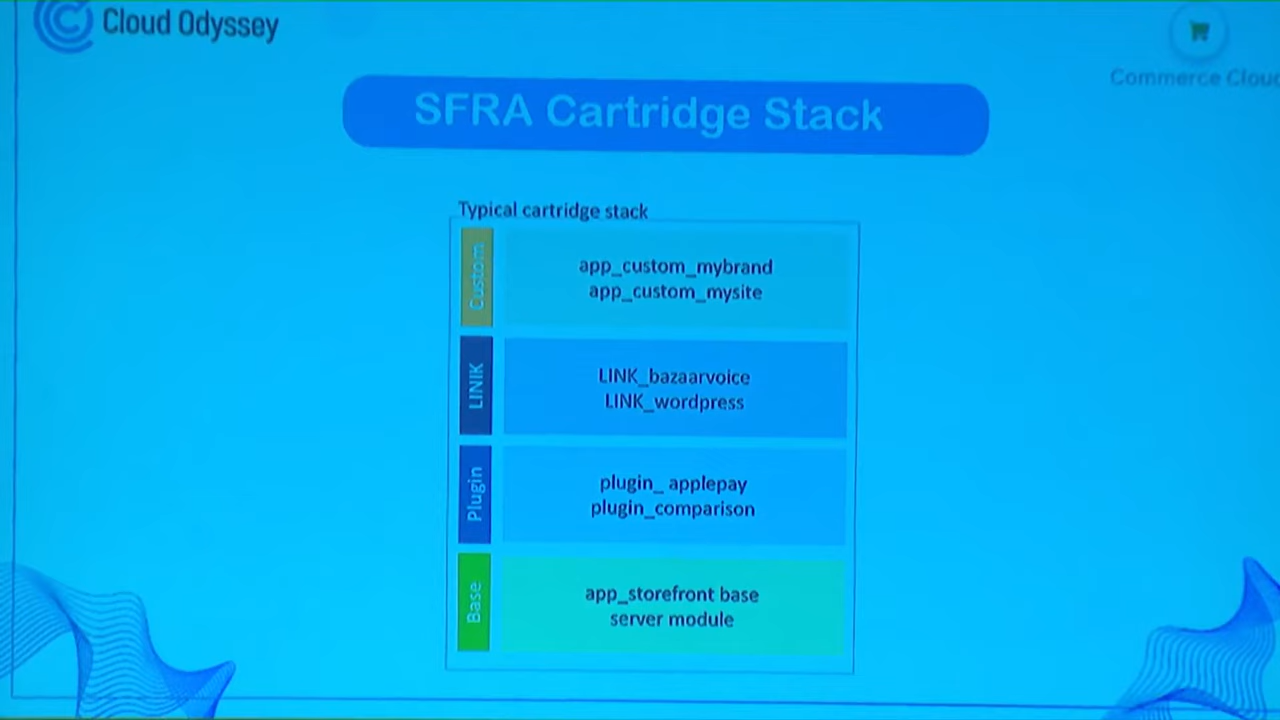 Cloud Odyssey
Commerce Cloud
SFRA Cartridge Stack
Typical cartridge stack
Custom
app_custom_mybrand
app_custom_mysite
LINIK
LINK_bazaarvoice
LINK_wordpress
Plugin
plugin_ applepay
plugin_comparison
Base
app_storefront base
server module